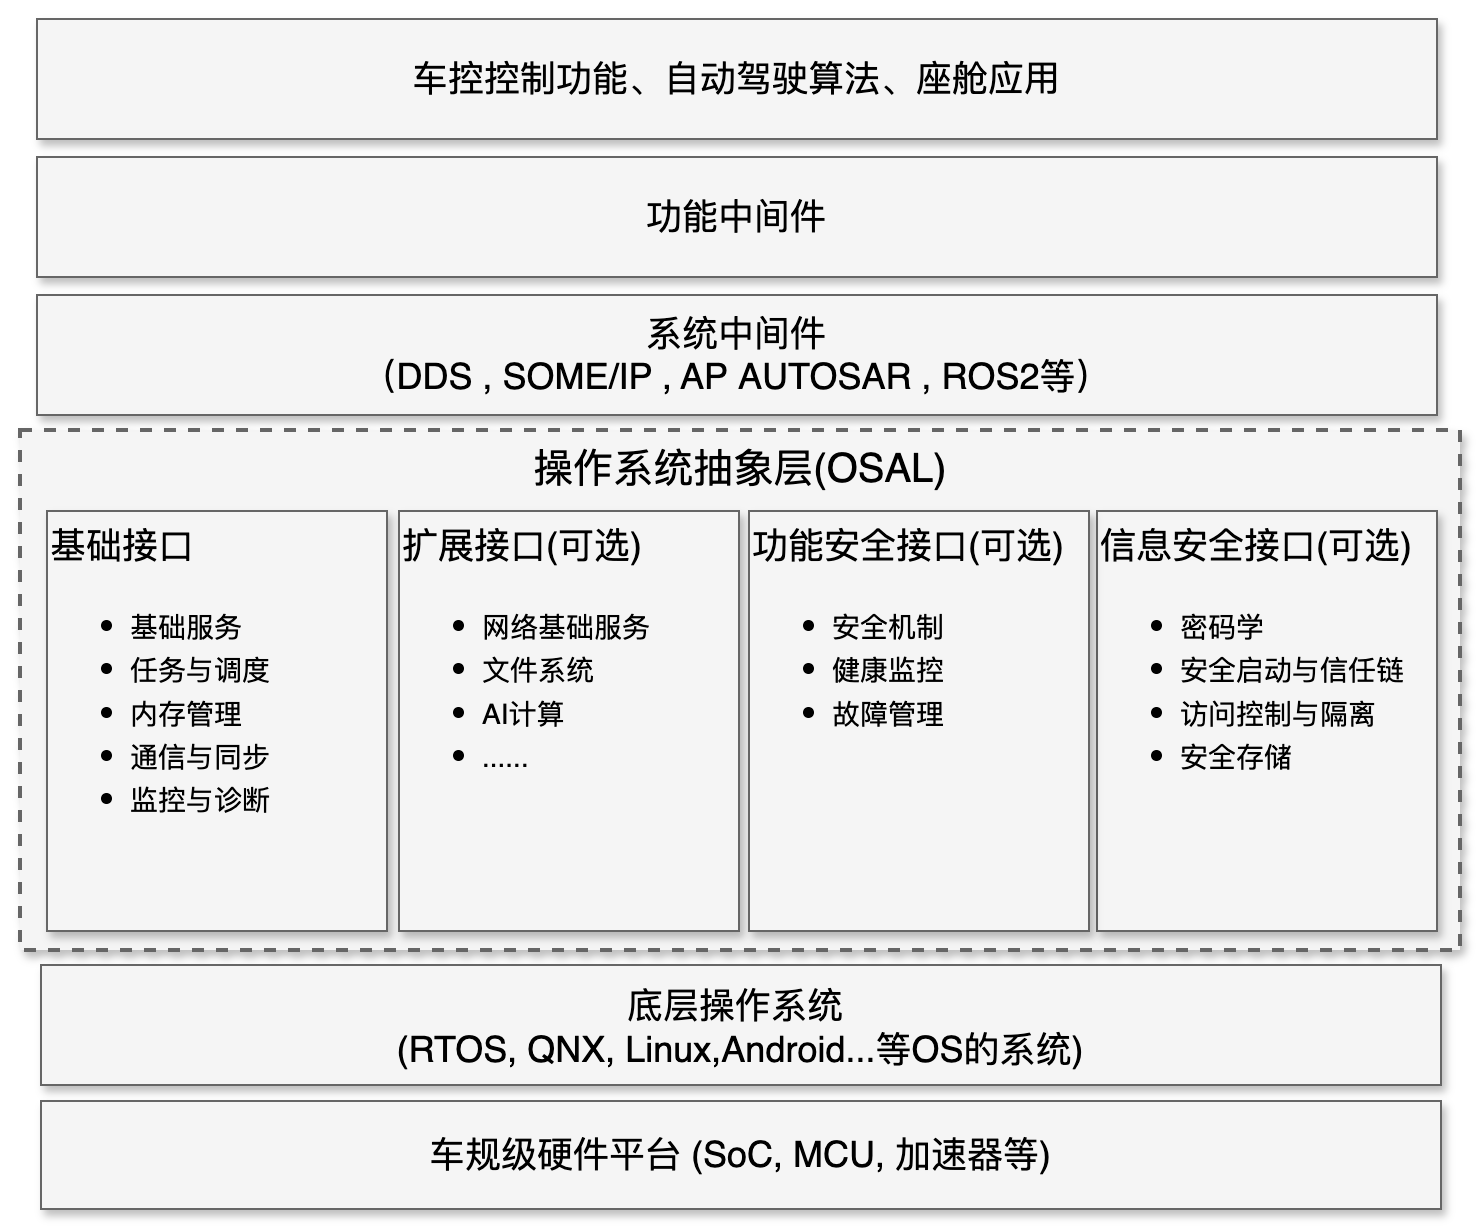 车控控制功能、自动驾驶算法、座舱应用
功能中间件
系统中间件
（DDS , SOME/IP , AP AUTOSAR , ROS2等）
操作系统抽象层(OSAL)
基础接口
• 基础服务
• 任务与调度
• 内存管理
• 通信与同步
• 监控与诊断
扩展接口(可选)
• 网络基础服务
• 文件系统
• AI计算
• ......
功能安全接口(可选)
• 安全机制
• 健康监控
• 故障管理
信息安全接口(可选)
• 密码学
• 安全启动与信任链
• 访问控制与隔离
• 安全存储
底层操作系统
(RTOS, QNX, Linux,Android...等OS的系统)
车规级硬件平台 (SoC, MCU, 加速器等)